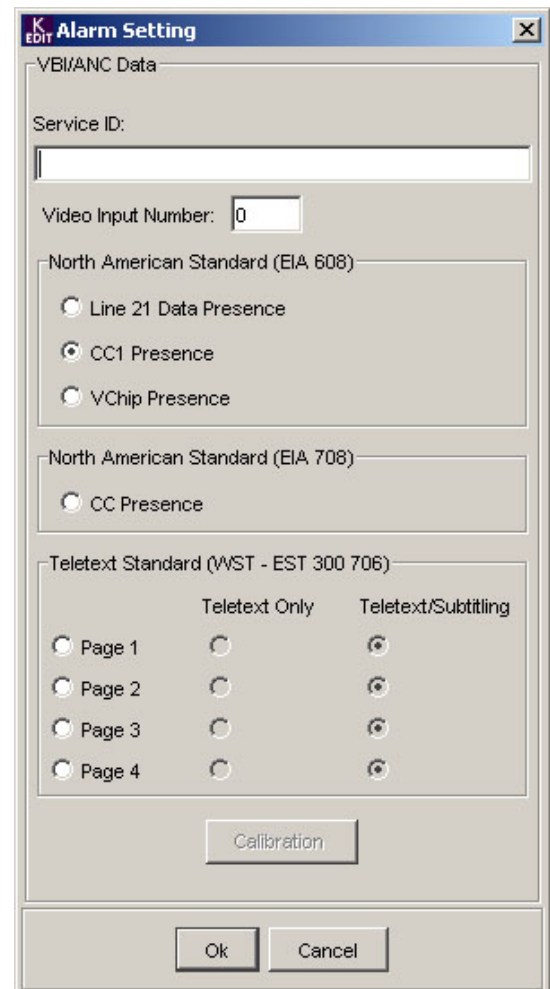 K EDIT Alarm Setting
VBI/ANC Data
Service ID:
Video Input Number: 0
North American Standard (EIA 608)
Line 21 Data Presence
CC1 Presence
VChip Presence
North American Standard (EIA 708)
CC Presence
Teletext Standard (WST - EST 300 706)
Teletext Only Teletext/Subtitling
Page 1
Page 2
Page 3
Page 4
Calibration
Ok Cancel